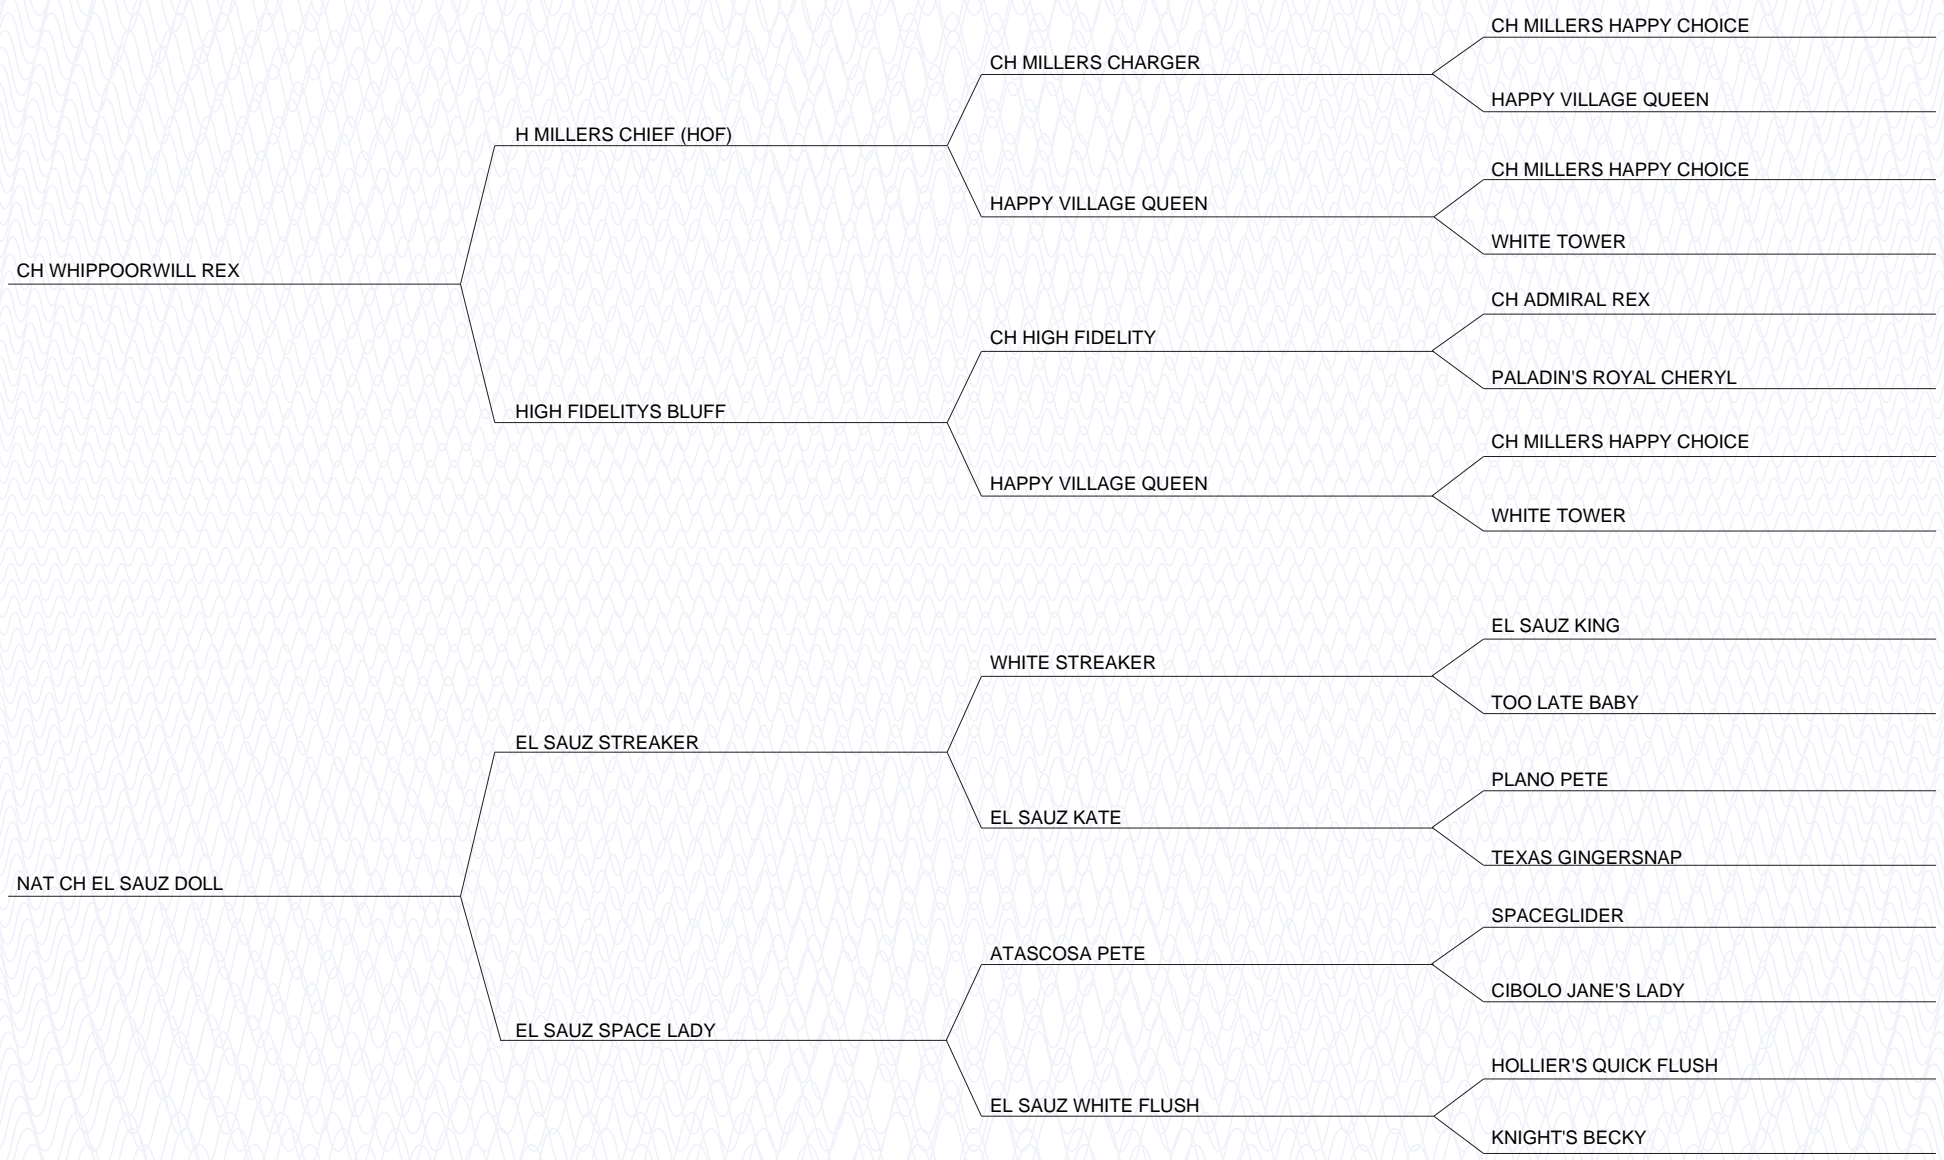 CH MILLERS HAPPY CHOICE
CH MILLERS CHARGER
HAPPY VILLAGE QUEEN
H MILLERS CHIEF (HOF)
CH MILLERS HAPPY CHOICE
HAPPY VILLAGE QUEEN
WHITE TOWER
CH WHIPPOORWILL REX
CH ADMIRAL REX
CH HIGH FIDELITY
PALADIN'S ROYAL CHERYL
HIGH FIDELITYS BLUFF
CH MILLERS HAPPY CHOICE
HAPPY VILLAGE QUEEN
WHITE TOWER
EL SAUZ KING
WHITE STREAKER
TOO LATE BABY
EL SAUZ STREAKER
PLANO PETE
EL SAUZ KATE
TEXAS GINGERSNAP
NAT CH EL SAUZ DOLL
SPACEGLIDER
ATASCOSA PETE
CIBOLO JANE'S LADY
EL SAUZ SPACE LADY
HOLLIER'S QUICK FLUSH
EL SAUZ WHITE FLUSH
KNIGHT'S BECKY